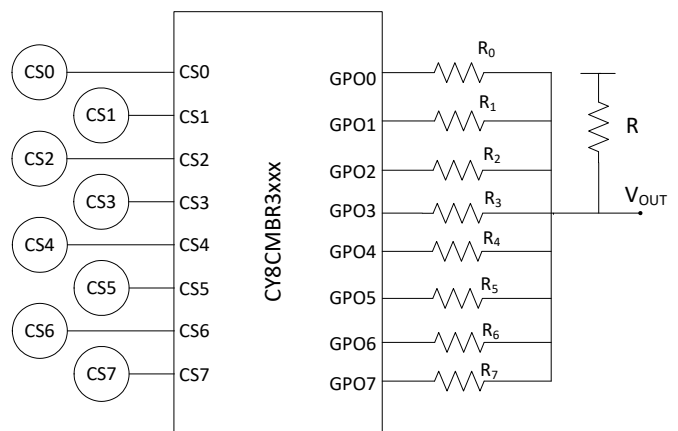 CS0
CS1
CS2
CS3
CS4
CS5
CS6
CS7
CS0
CS1
CS2
CS3
CS4
CS5
CS6
CS7
CY8CMBR3xxx
GPO0
GPO1
GPO2
GPO3
GPO4
GPO5
GPO6
GPO7
R0
R1
R2
R3
R4
R5
R6
R7
R
VOUT